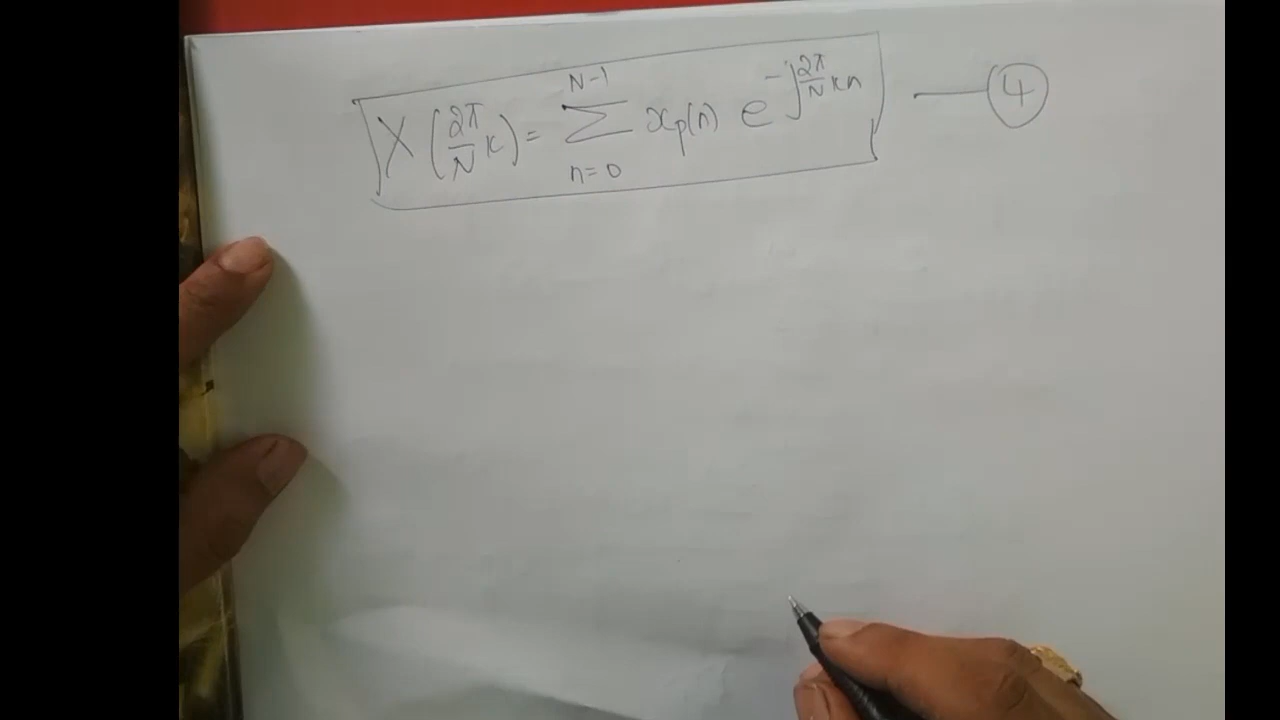 X(2π/N k) = Σ_{n=0}^{N-1} x_p(n) e^{-j 2π/N kn} — 4